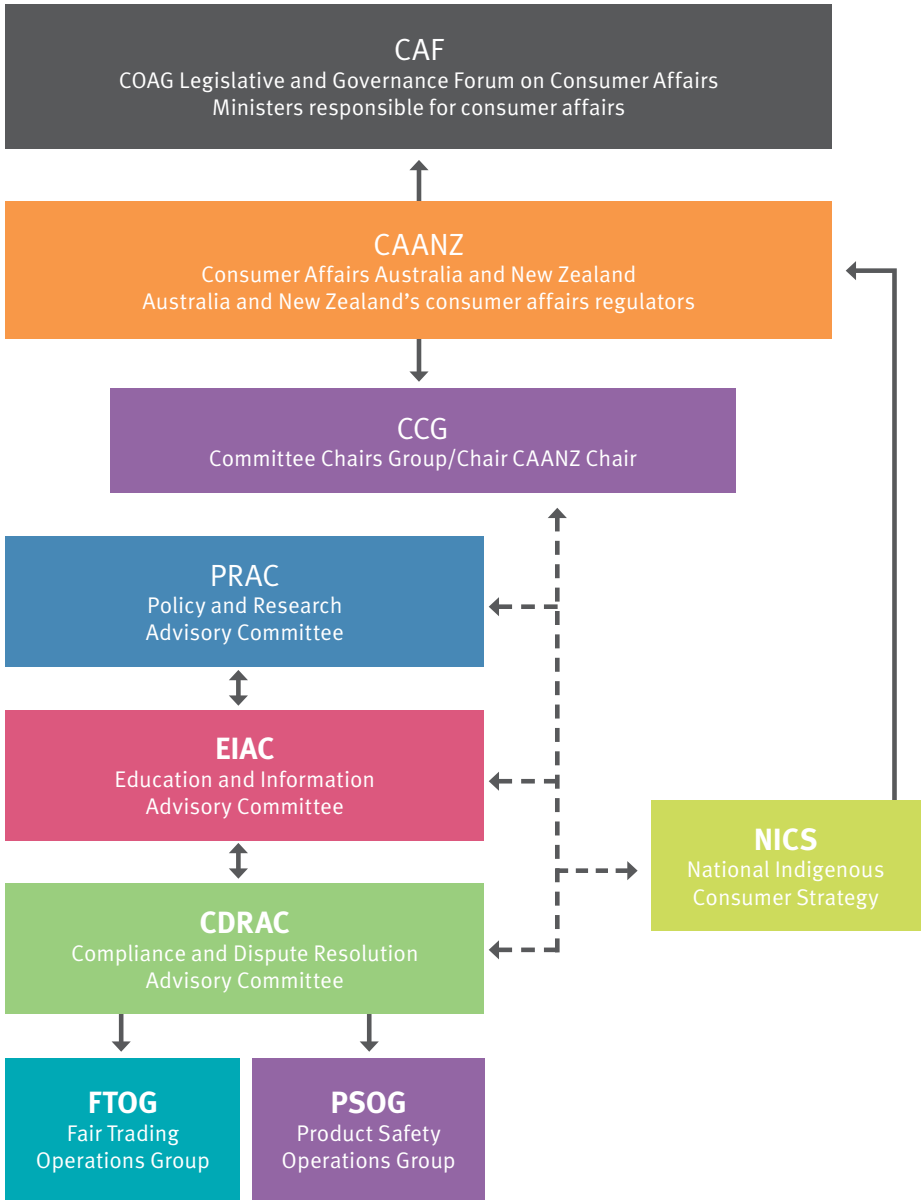 CAF
COAG Legislative and Governance Forum on Consumer Affairs
Ministers responsible for consumer affairs
CAANZ
Consumer Affairs Australia and New Zealand
Australia and New Zealand’s consumer affairs regulators
CCG
Committee Chairs Group/Chair CAANZ Chair
PRAC
Policy and Research
Advisory Committee
EIAC
Education and Information
Advisory Committee
NICS
National Indigenous
Consumer Strategy
CDRAC
Compliance and Dispute Resolution
Advisory Committee
FTOG
Fair Trading
Operations Group
PSOG
Product Safety
Operations Group